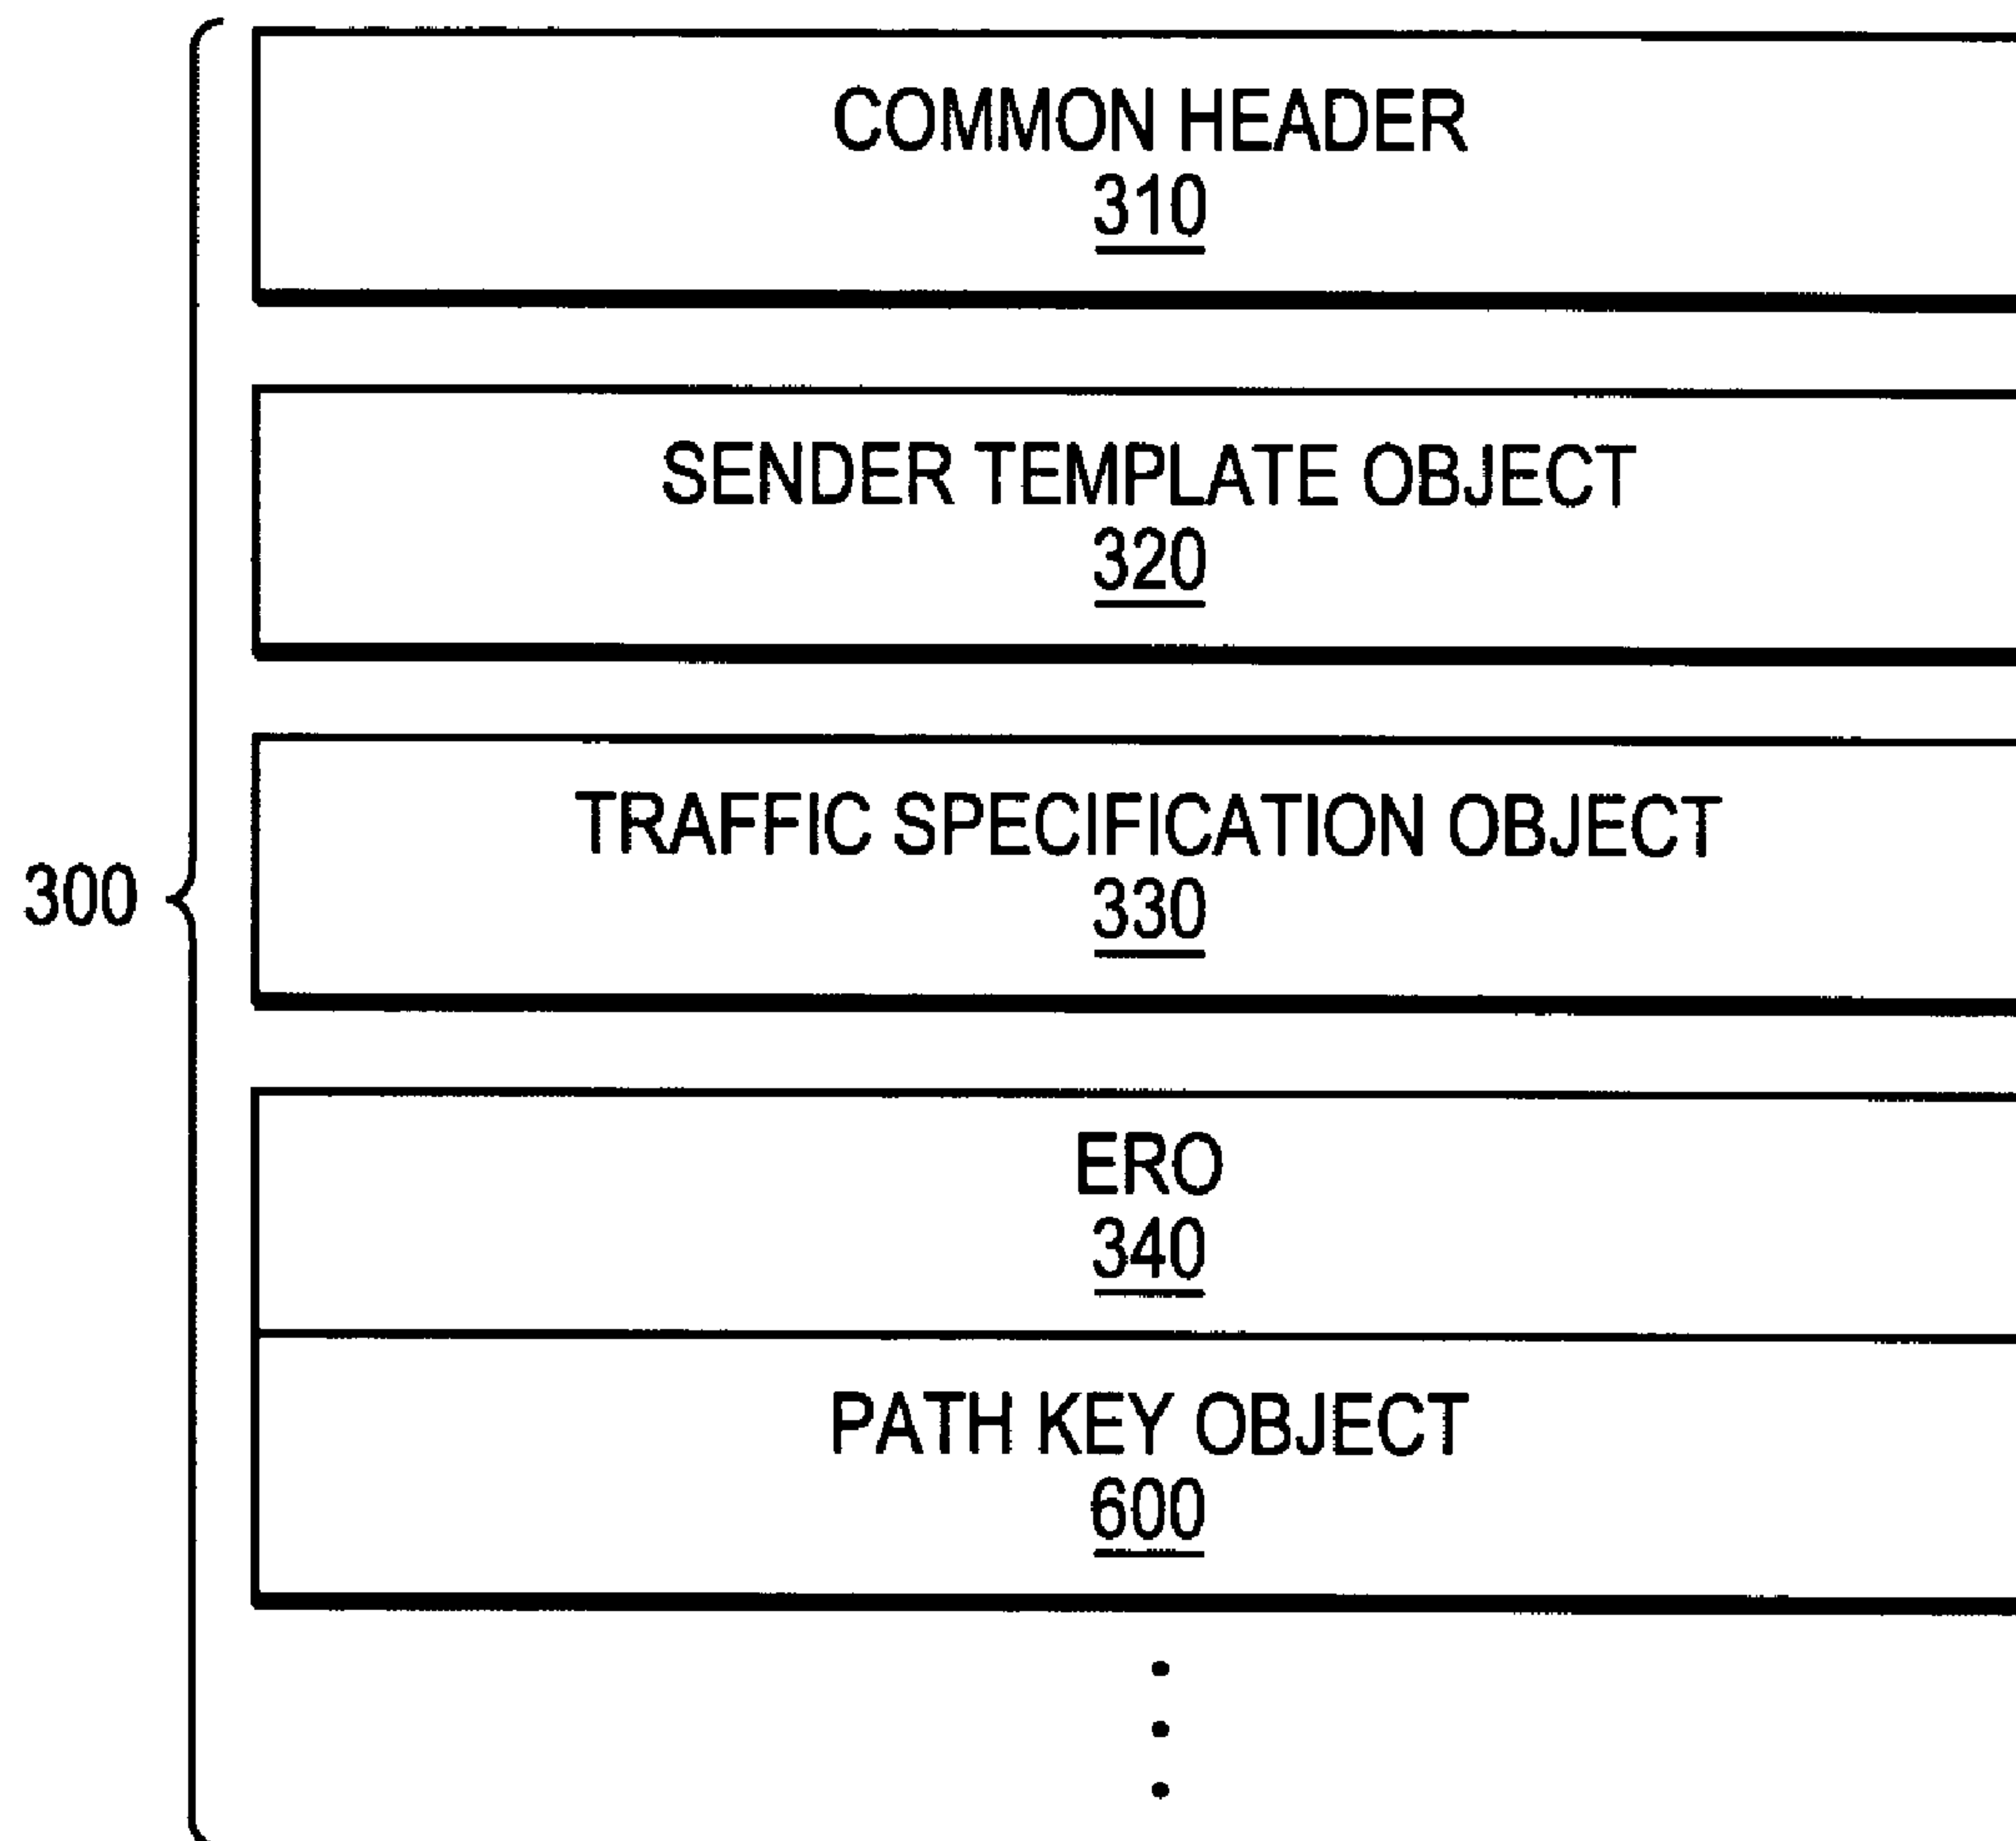 COMMON HEADER
310
SENDER TEMPLATE OBJECT
320
TRAFFIC SPECIFICATION OBJECT
330
300
ERO
340
PATH KEY OBJECT
600